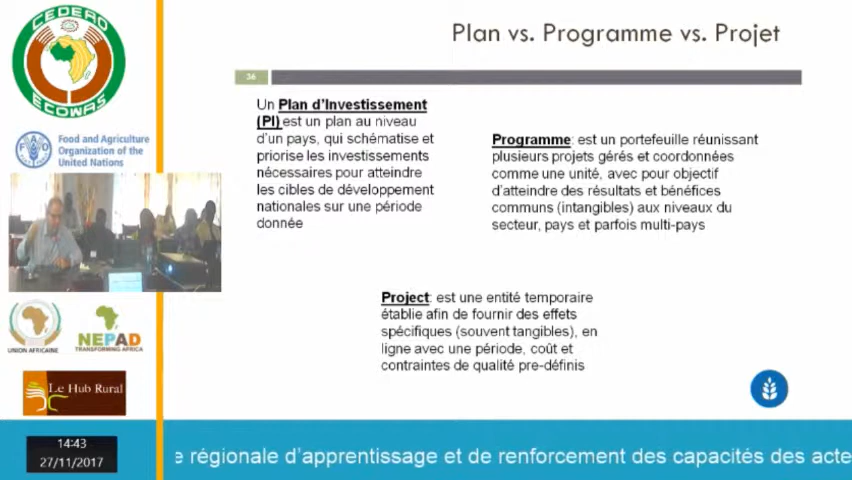 CEDEAO
ECOWAS
FAO
Food and Agriculture
Organization of the
United Nations
UNION AFRICAINE
NEPAD
TRANSFORMING AFRICA
Le Hub Rural
14:43
27/11/2017
Plan vs. Programme vs. Projet
36
Un Plan d'Investissement
(PI) est un plan au niveau
d'un pays, qui schématise et
priorise les investissements
nécessaires pour atteindre
les cibles de développement
nationales sur une période
donnée
Programme: est un portefeuille réunissant
plusieurs projets gérés et coordonnées
comme une unité, avec pour objectif
d'atteindre des résultats et bénéfices
communs (intangibles) aux niveaux du
secteur, pays et parfois multi-pays
Project: est une entité temporaire
établie afin de fournir des effets
spécifiques (souvent tangibles), en
ligne avec une période, coût et
contraintes de qualité pre-définis
e régionale d'apprentissage et de renforcement des capacités des acte